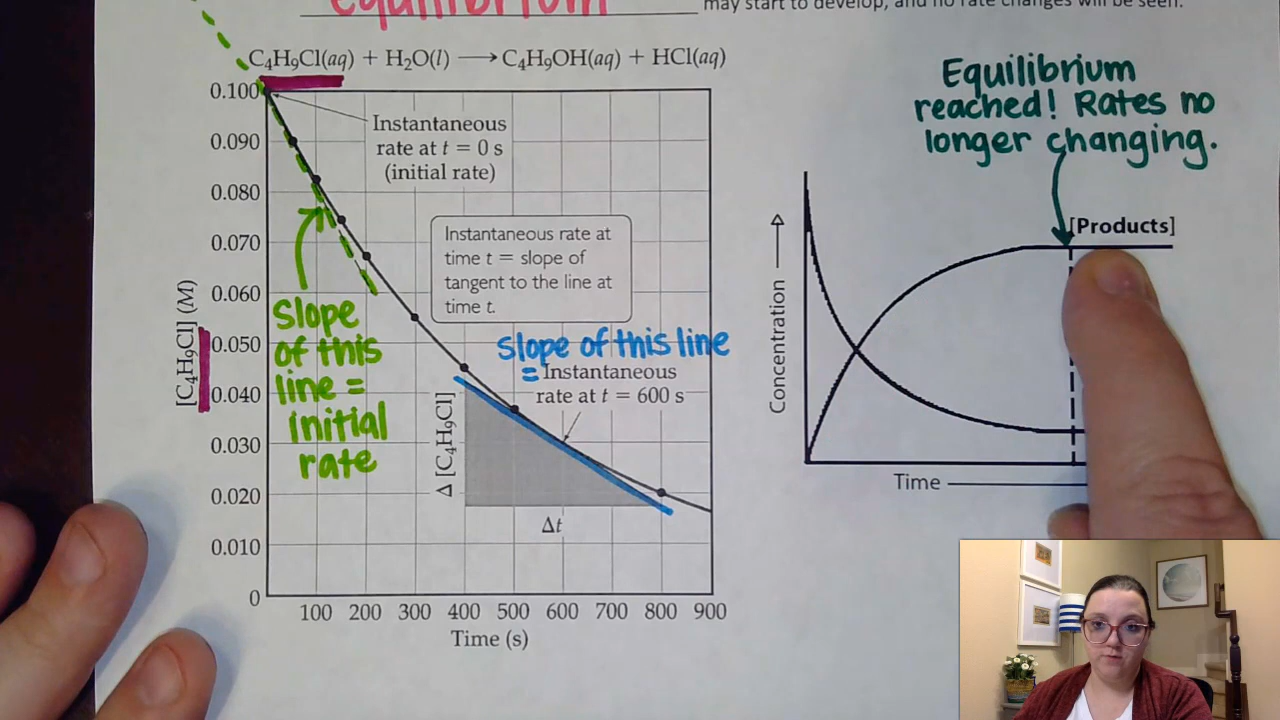 equilibrium may start to develop, and no rate changes will be seen.
C₄H₉Cl(aq) + H₂O(l) ⟶ C₄H₉OH(aq) + HCl(aq)
0.100
0.090
0.080
0.070
0.060
0.050
0.040
0.030
0.020
0.010
0
[C₄H₉Cl] (M)
Instantaneous
rate at t = 0 s
(initial rate)
Instantaneous rate at
time t = slope of
tangent to the line at
time t.
Slope
of this
line =
initial
rate
slope of this line
= Instantaneous
rate at t = 600 s
Δ [C₄H₉Cl]
Δt
100 200 300 400 500 600 700 800 900
Time (s)
Equilibrium
reached! Rates no
longer changing.
[Products]
Concentration
Time